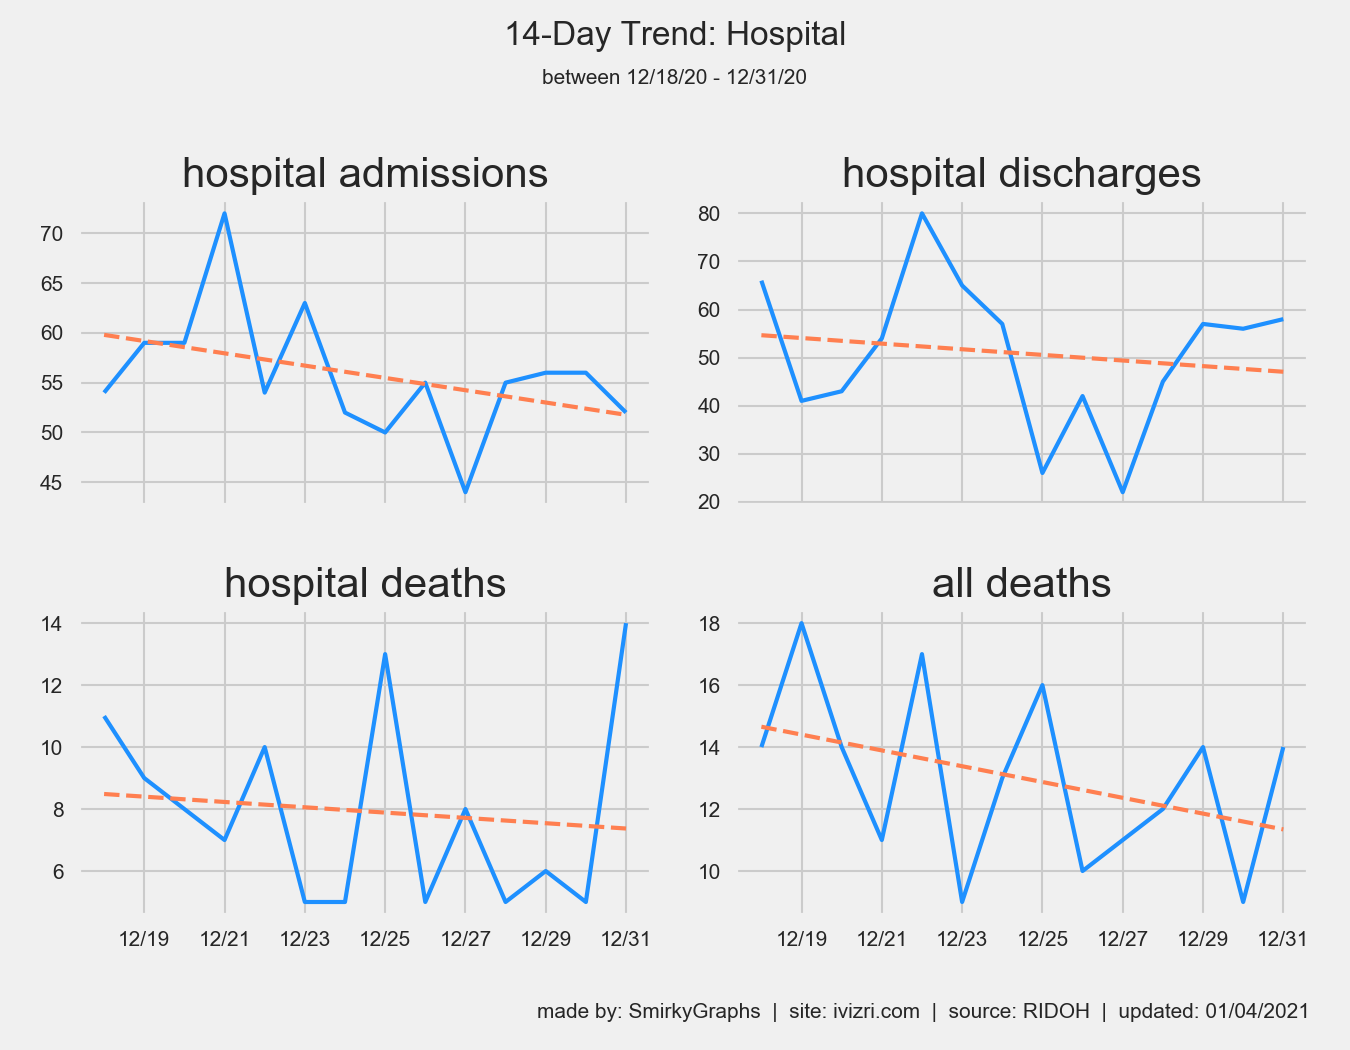 14-Day Trend: Hospital
between 12/18/20 - 12/31/20
hospital admissions
70
65
60
55
50
45
hospital discharges
80
70
60
50
40
30
20
hospital deaths
14
12
10
8
6
12/19 12/21 12/23 12/25 12/27 12/29 12/31
all deaths
18
16
14
12
10
12/19 12/21 12/23 12/25 12/27 12/29 12/31
made by: SmirkyGraphs | site: ivizri.com | source: RIDOH | updated: 01/04/2021